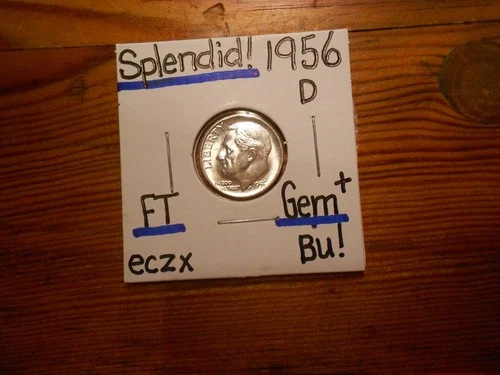 Splendid! 1956
D
LIBERTY
FT
Gem+
Bu!
eczx